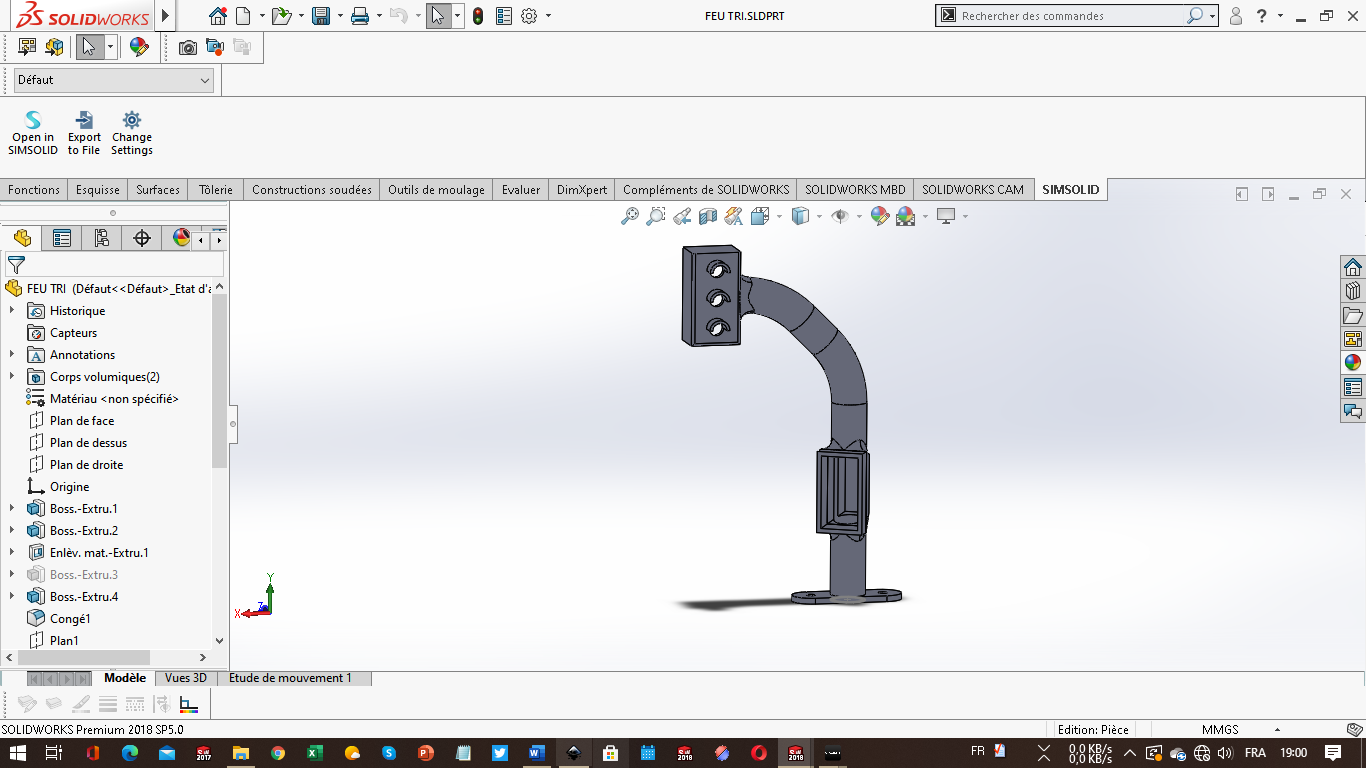 SOLIDWORKS
FEU TRI.SLDPRT
Rechercher des commandes
Défaut
Open in SIMSOLID
Export to File
Change Settings
Fonctions
Esquisse
Surfaces
Tôlerie
Constructions soudées
Outils de moulage
Evaluer
DimXpert
Compléments de SOLIDWORKS
SOLIDWORKS MBD
SOLIDWORKS CAM
SIMSOLID
FEU TRI (Défaut<<Défaut>_Etat d'a
Historique
Capteurs
Annotations
Corps volumiques(2)
Matériau <non spécifié>
Plan de face
Plan de dessus
Plan de droite
Origine
Boss.-Extru.1
Boss.-Extru.2
Enlèv. mat.-Extru.1
Boss.-Extru.3
Boss.-Extru.4
Congé1
Plan1
Y
X
Z
Modèle
Vues 3D
Etude de mouvement 1
SOLIDWORKS Premium 2018 SP5.0
Edition: Pièce
MMGS
FR
0,0 KB/s
0,0 KB/s
FRA
19:00